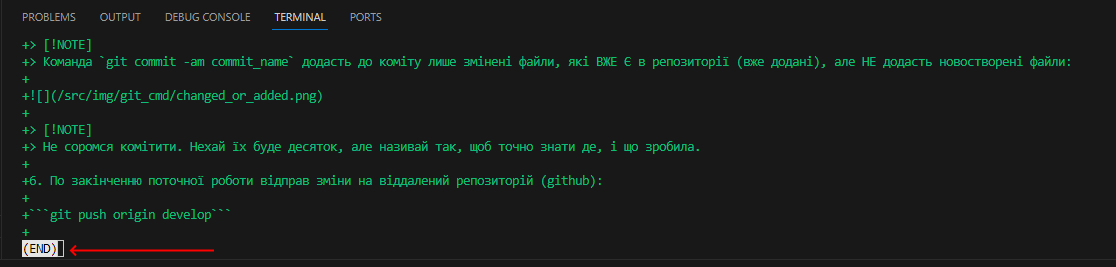 PROBLEMS OUTPUT DEBUG CONSOLE TERMINAL PORTS
+> [!NOTE]
+> Команда `git commit -am commit_name` додасть до коміту лише змінені файли, які ВЖЕ Є в репозиторії (вже додані), але НЕ додасть новостворені файли:
+
+![](/src/img/git_cmd/changed_or_added.png)
+
+> [!NOTE]
+> Не соромся комітити. Нехай їх буде десяток, але називай так, щоб точно знати де, і що зробила.
+
+6. По закінченню поточної роботи відправ зміни на віддалений репозиторій (github):
+
+```git push origin develop```
+
(END)